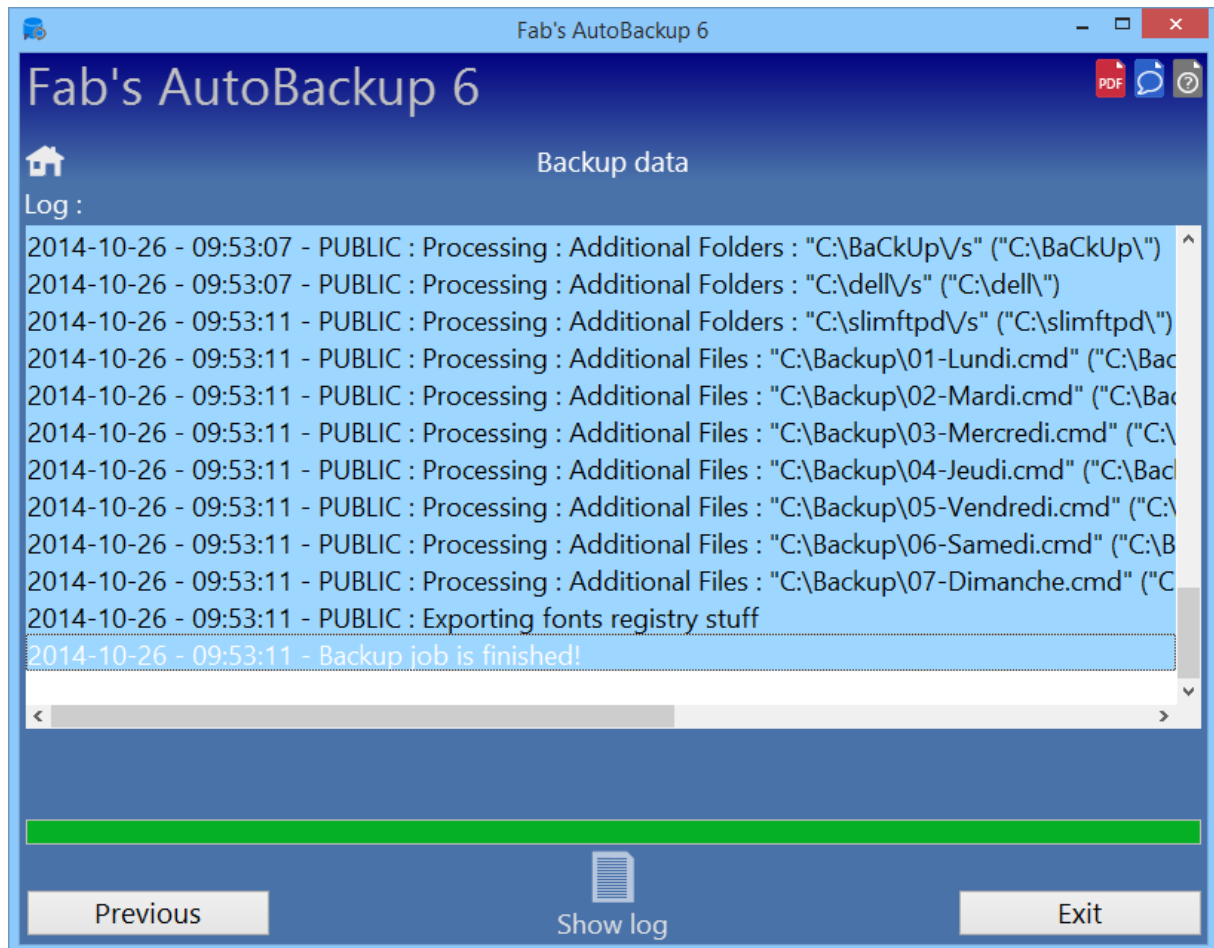 Fab's AutoBackup 6
Fab's AutoBackup 6
PDF
?
Backup data
Log :
2014-10-26 - 09:53:07 - PUBLIC : Processing : Additional Folders : "C:\BaCkUp\/s" ("C:\BaCkUp\")
2014-10-26 - 09:53:07 - PUBLIC : Processing : Additional Folders : "C:\dell\/s" ("C:\dell\")
2014-10-26 - 09:53:11 - PUBLIC : Processing : Additional Folders : "C:\slimftpd\/s" ("C:\slimftpd\")
2014-10-26 - 09:53:11 - PUBLIC : Processing : Additional Files : "C:\Backup\01-Lundi.cmd" ("C:\Bac
2014-10-26 - 09:53:11 - PUBLIC : Processing : Additional Files : "C:\Backup\02-Mardi.cmd" ("C:\Bac
2014-10-26 - 09:53:11 - PUBLIC : Processing : Additional Files : "C:\Backup\03-Mercredi.cmd" ("C:\
2014-10-26 - 09:53:11 - PUBLIC : Processing : Additional Files : "C:\Backup\04-Jeudi.cmd" ("C:\Bac
2014-10-26 - 09:53:11 - PUBLIC : Processing : Additional Files : "C:\Backup\05-Vendredi.cmd" ("C:\
2014-10-26 - 09:53:11 - PUBLIC : Processing : Additional Files : "C:\Backup\06-Samedi.cmd" ("C:\B
2014-10-26 - 09:53:11 - PUBLIC : Processing : Additional Files : "C:\Backup\07-Dimanche.cmd" ("C
2014-10-26 - 09:53:11 - PUBLIC : Exporting fonts registry stuff
2014-10-26 - 09:53:11 - Backup job is finished!
Previous
Show log
Exit